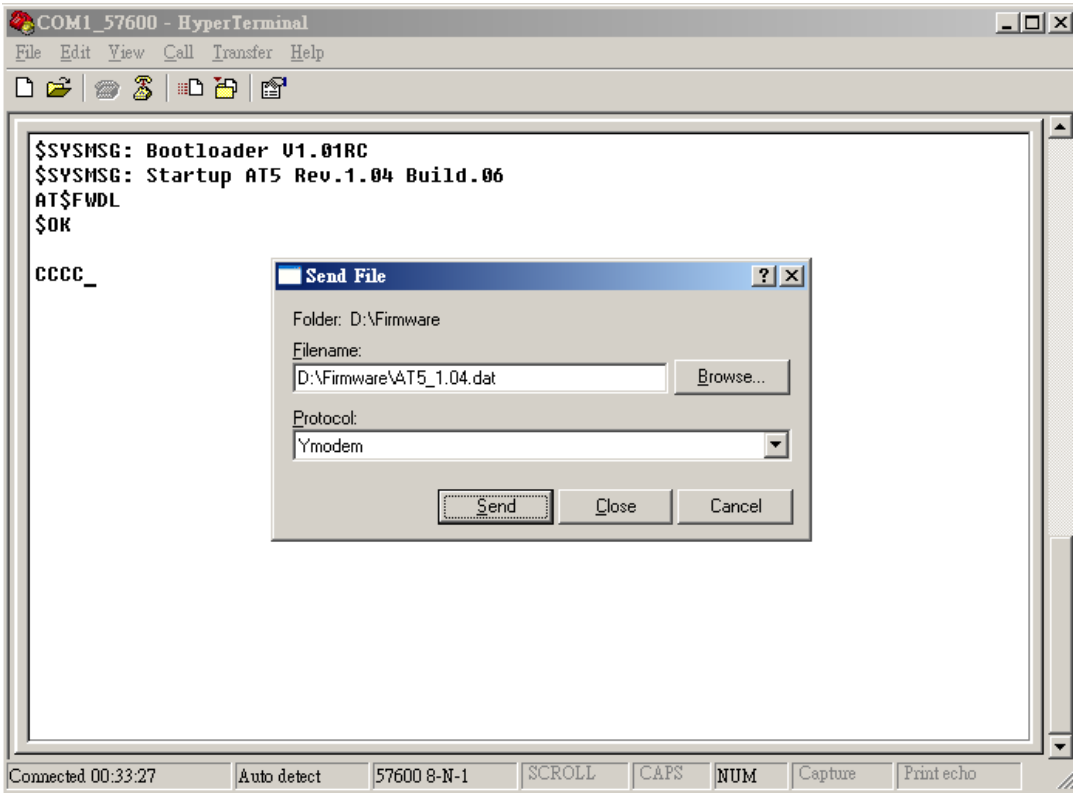 COM1_57600 - HyperTerminal
File Edit View Call Transfer Help
$SYSMSG: Bootloader V1.01RC
$SYSMSG: Startup AT5 Rev.1.04 Build.06
AT$FWDL
$OK
CCCC_
Send File
Folder: D:\Firmware
Filename:
D:\Firmware\AT5_1.04.dat
Browse...
Protocol:
Ymodem
Send Close Cancel
Connected 00:33:27 Auto detect 57600 8-N-1 SCROLL CAPS NUM Capture Print echo